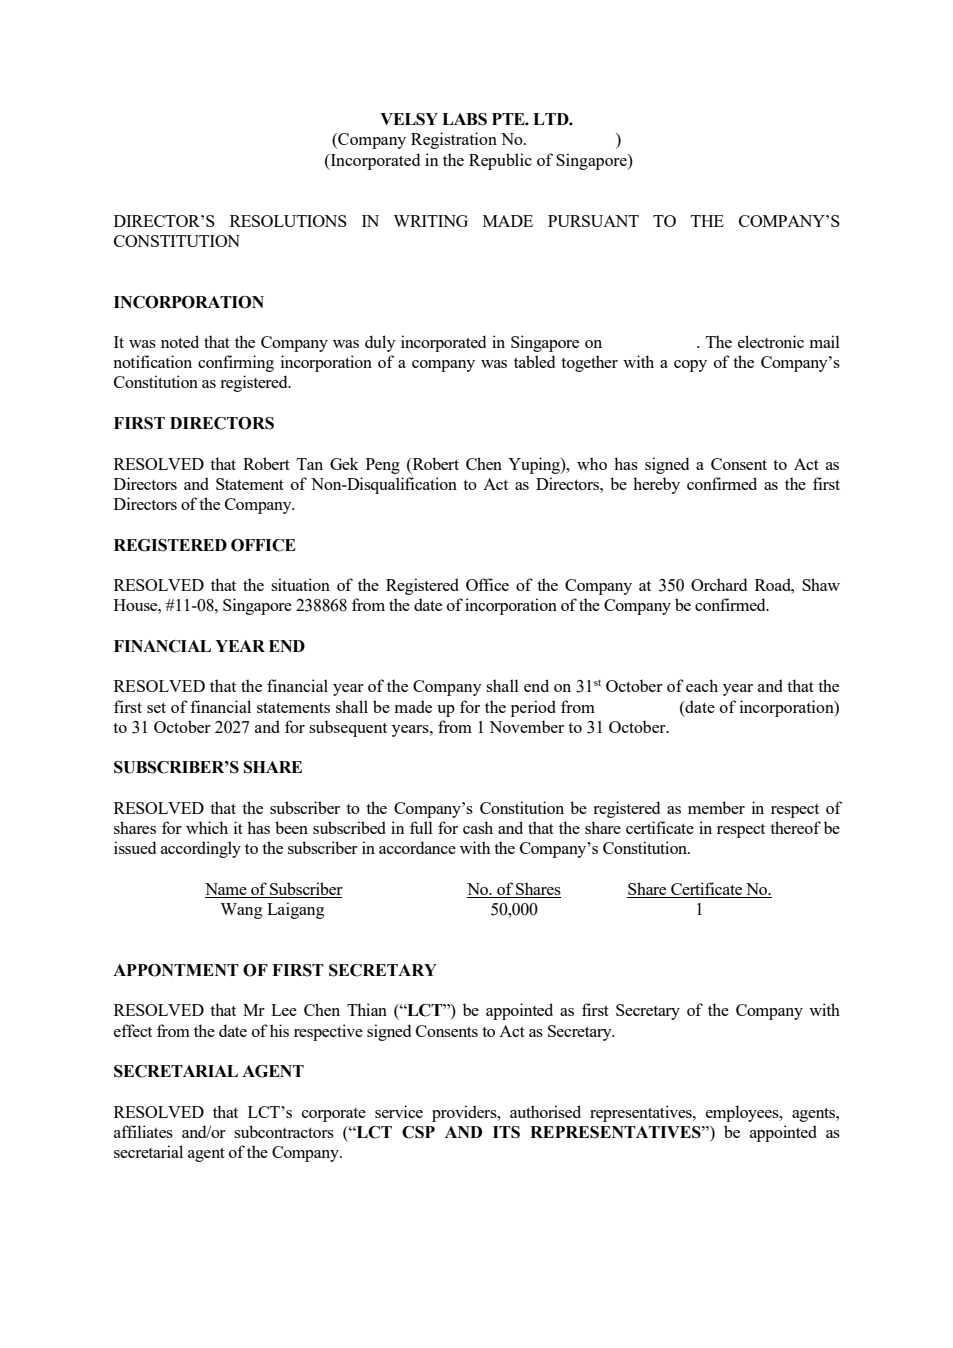 VELSY LABS PTE. LTD.
(Company Registration No. )
(Incorporated in the Republic of Singapore)
DIRECTOR’S RESOLUTIONS IN WRITING MADE PURSUANT TO THE COMPANY’S
CONSTITUTION
INCORPORATION
It was noted that the Company was duly incorporated in Singapore on . The electronic mail
notification confirming incorporation of a company was tabled together with a copy of the Company’s
Constitution as registered.
FIRST DIRECTORS
RESOLVED that Robert Tan Gek Peng (Robert Chen Yuping), who has signed a Consent to Act as
Directors and Statement of Non-Disqualification to Act as Directors, be hereby confirmed as the first
Directors of the Company.
REGISTERED OFFICE
RESOLVED that the situation of the Registered Office of the Company at 350 Orchard Road, Shaw
House, #11-08, Singapore 238868 from the date of incorporation of the Company be confirmed.
FINANCIAL YEAR END
RESOLVED that the financial year of the Company shall end on 31st October of each year and that the
first set of financial statements shall be made up for the period from (date of incorporation)
to 31 October 2027 and for subsequent years, from 1 November to 31 October.
SUBSCRIBER’S SHARE
RESOLVED that the subscriber to the Company’s Constitution be registered as member in respect of
shares for which it has been subscribed in full for cash and that the share certificate in respect thereof be
issued accordingly to the subscriber in accordance with the Company’s Constitution.
Name of Subscriber No. of Shares Share Certificate No.
Wang Laigang 50,000 1
APPONTMENT OF FIRST SECRETARY
RESOLVED that Mr Lee Chen Thian (“LCT”) be appointed as first Secretary of the Company with
effect from the date of his respective signed Consents to Act as Secretary.
SECRETARIAL AGENT
RESOLVED that LCT’s corporate service providers, authorised representatives, employees, agents,
affiliates and/or subcontractors (“LCT CSP AND ITS REPRESENTATIVES”) be appointed as
secretarial agent of the Company.